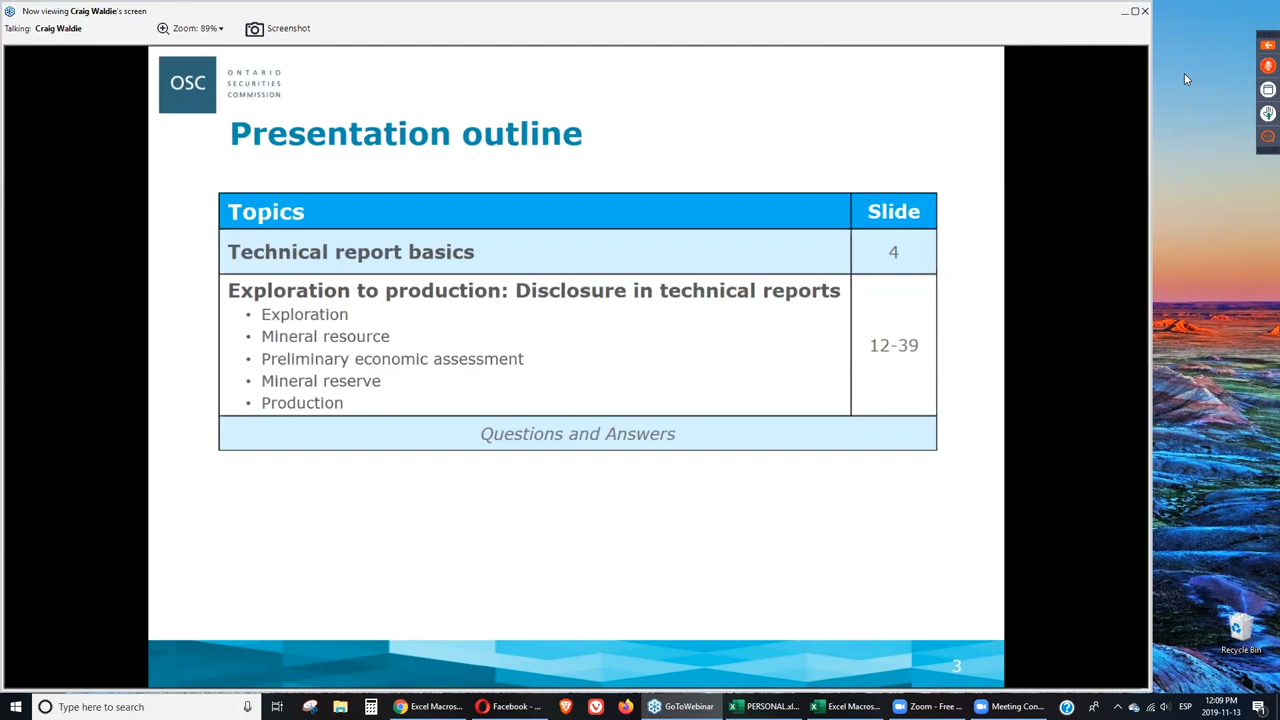 Now viewing Craig Waldie's screen
Talking: Craig Waldie
Zoom: 89%
Screenshot
OSC
ONTARIO
SECURITIES
COMMISSION
Presentation outline
Topics
Slide
Technical report basics
4
Exploration to production: Disclosure in technical reports
• Exploration
• Mineral resource
• Preliminary economic assessment
• Mineral reserve
• Production
12-39
Questions and Answers
3
Recycle Bin
Type here to search
Excel Macros...
Facebook - ...
GoToWebinar
PERSONAL.xl...
Excel Macros...
Zoom - Free ...
Meeting Con...
ESP
12:09 PM
2019-11-13
1